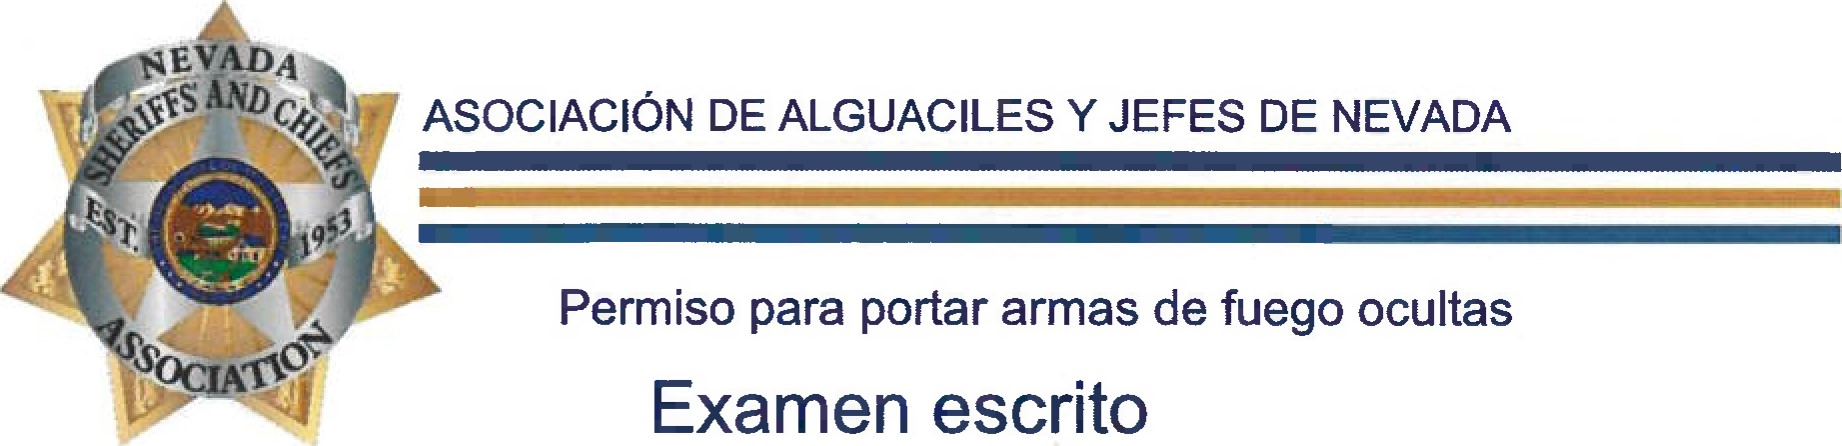 NEVADA
SHERIFFS AND CHIEFS
EST. 1953
ASSOCIATION
ASOCIACIÓN DE ALGUACILES Y JEFES DE NEVADA
Permiso para portar armas de fuego ocultas
Examen escrito